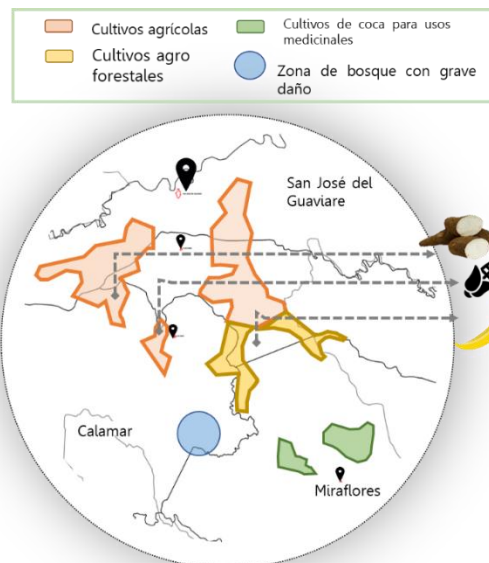 Cultivos agrícolas
Cultivos agro
forestales
Cultivos de coca para usos
medicinales
Zona de bosque con grave
daño
San José del
Guaviare
Calamar
Miraflores